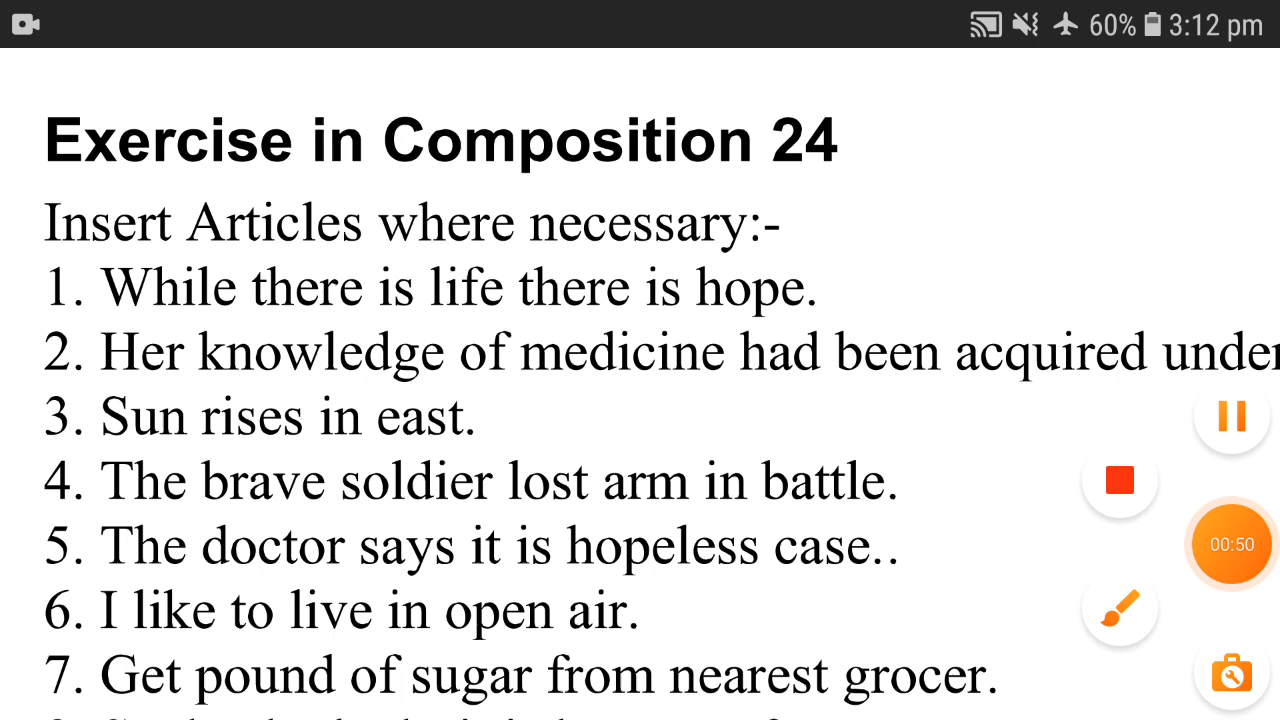 60% 3:12 pm
Exercise in Composition 24
Insert Articles where necessary:-
1. While there is life there is hope.
2. Her knowledge of medicine had been acquired under
3. Sun rises in east.
4. The brave soldier lost arm in battle.
5. The doctor says it is hopeless case..
6. I like to live in open air.
7. Get pound of sugar from nearest grocer.
00:50